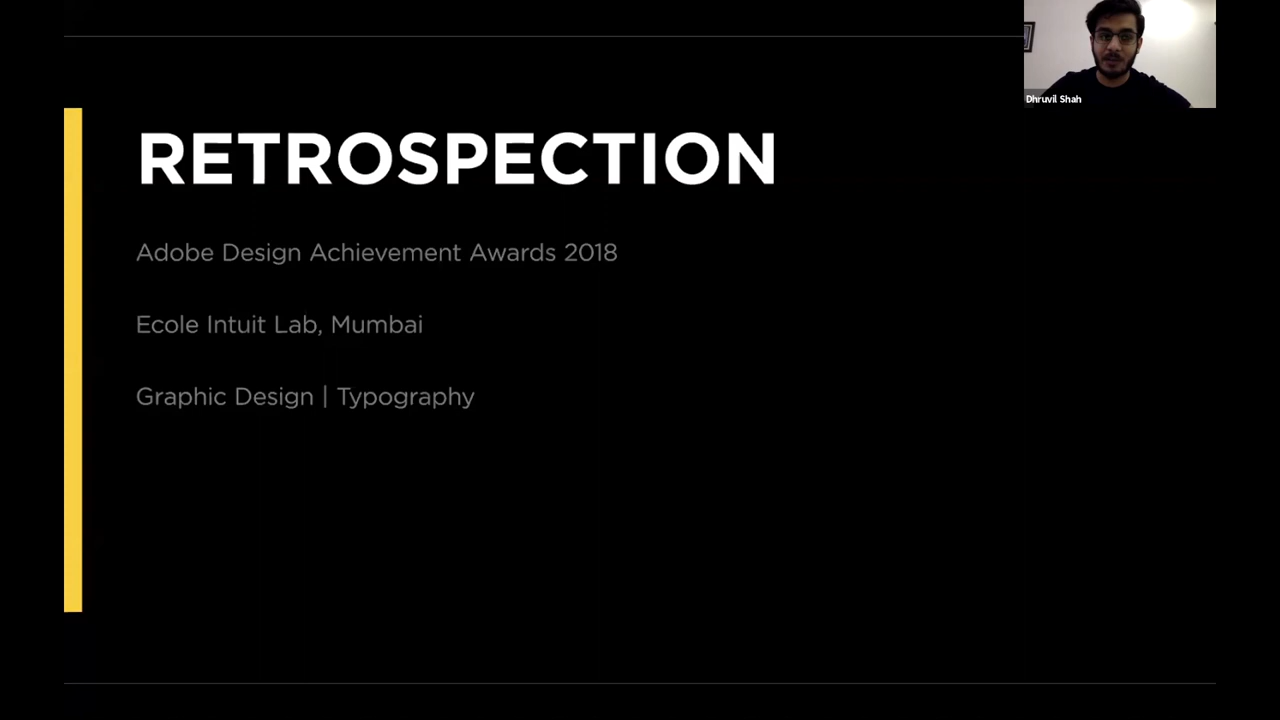 RETROSPECTION
Adobe Design Achievement Awards 2018
Ecole Intuit Lab, Mumbai
Graphic Design | Typography
Dhruvil Shah